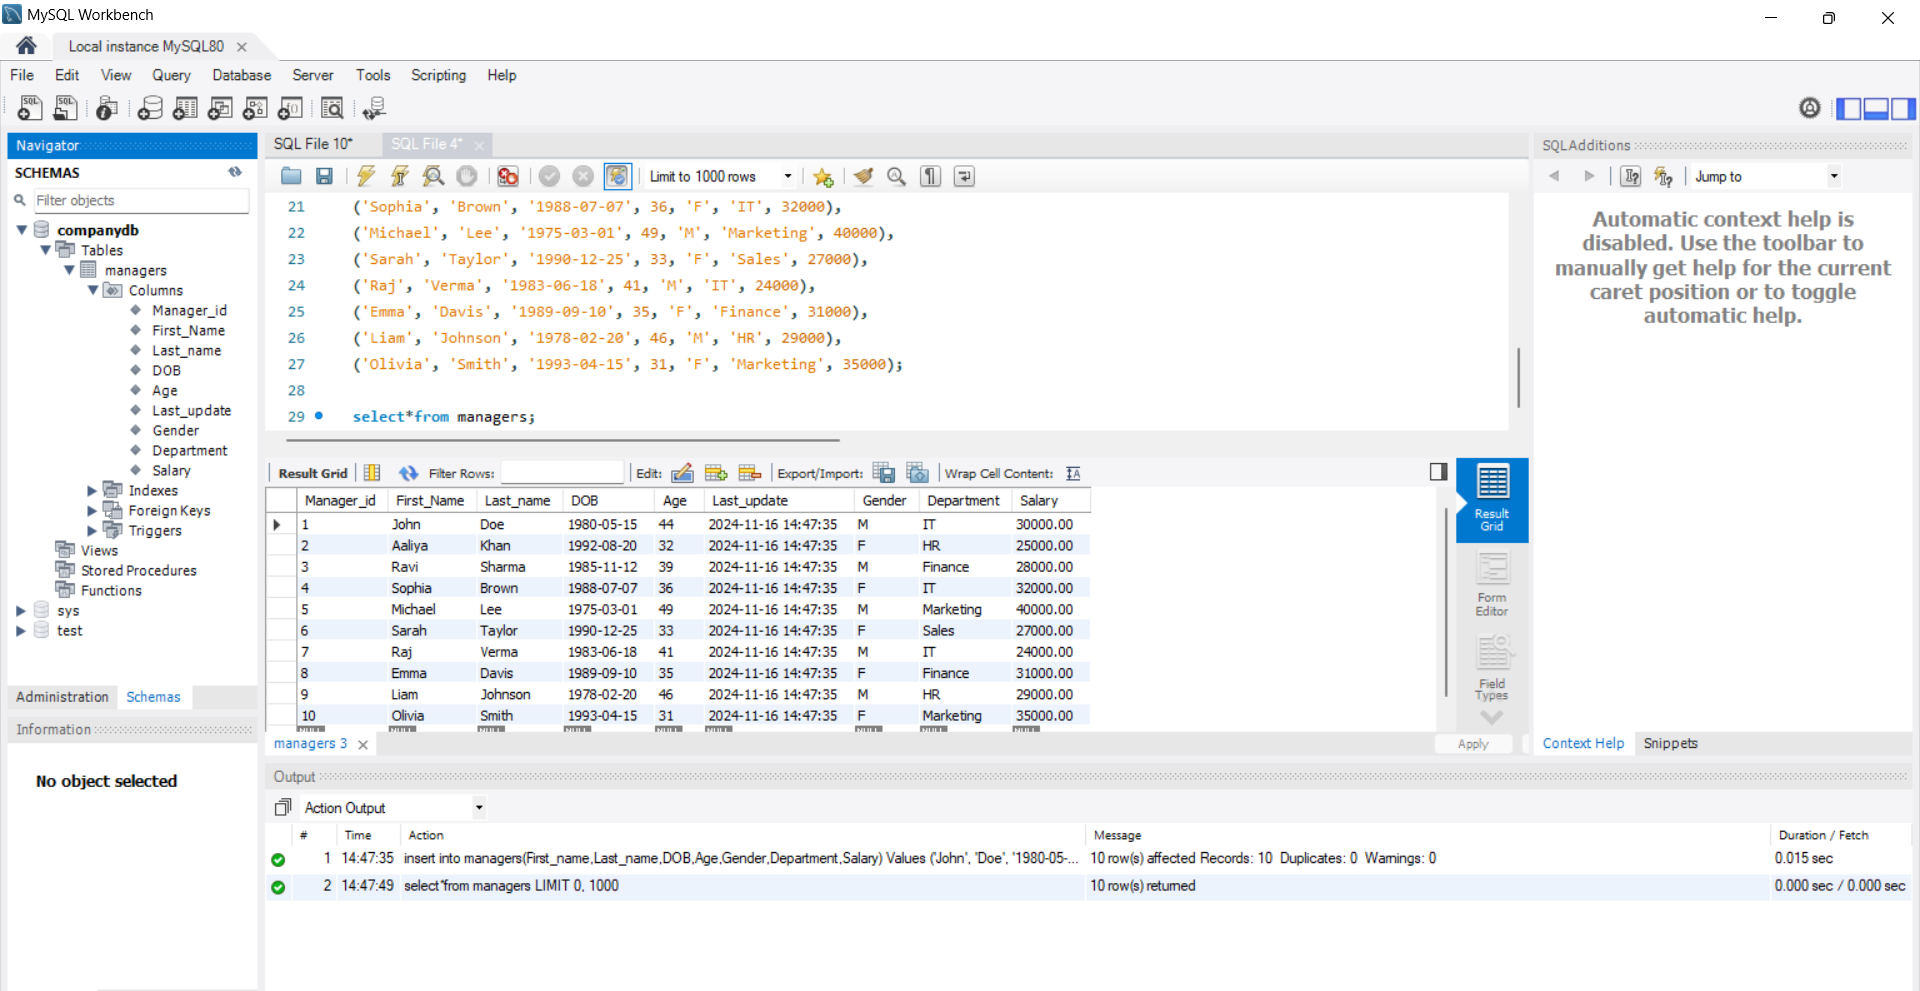 MySQL Workbench
Local instance MySQL80
File Edit View Query Database Server Tools Scripting Help
Navigator
SCHEMAS
Filter objects
companydb
Tables
managers
Columns
Manager_id
First_Name
Last_name
DOB
Age
Last_update
Gender
Department
Salary
Indexes
Foreign Keys
Triggers
Views
Stored Procedures
Functions
sys
test
Administration Schemas
Information
No object selected
SQL File 10* SQL File 4*
Limit to 1000 rows
21 ('Sophia', 'Brown', '1988-07-07', 36, 'F', 'IT', 32000),
22 ('Michael', 'Lee', '1975-03-01', 49, 'M', 'Marketing', 40000),
23 ('Sarah', 'Taylor', '1990-12-25', 33, 'F', 'Sales', 27000),
24 ('Raj', 'Verma', '1983-06-18', 41, 'M', 'IT', 24000),
25 ('Emma', 'Davis', '1989-09-10', 35, 'F', 'Finance', 31000),
26 ('Liam', 'Johnson', '1978-02-20', 46, 'M', 'HR', 29000),
27 ('Olivia', 'Smith', '1993-04-15', 31, 'F', 'Marketing', 35000);
28
29 select*from managers;
Result Grid Filter Rows: Edit: Export/Import: Wrap Cell Content:
Manager_id First_Name Last_name DOB Age Last_update Gender Department Salary
1 John Doe 1980-05-15 44 2024-11-16 14:47:35 M IT 30000.00
2 Aaliya Khan 1992-08-20 32 2024-11-16 14:47:35 F HR 25000.00
3 Ravi Sharma 1985-11-12 39 2024-11-16 14:47:35 M Finance 28000.00
4 Sophia Brown 1988-07-07 36 2024-11-16 14:47:35 F IT 32000.00
5 Michael Lee 1975-03-01 49 2024-11-16 14:47:35 M Marketing 40000.00
6 Sarah Taylor 1990-12-25 33 2024-11-16 14:47:35 F Sales 27000.00
7 Raj Verma 1983-06-18 41 2024-11-16 14:47:35 M IT 24000.00
8 Emma Davis 1989-09-10 35 2024-11-16 14:47:35 F Finance 31000.00
9 Liam Johnson 1978-02-20 46 2024-11-16 14:47:35 M HR 29000.00
10 Olivia Smith 1993-04-15 31 2024-11-16 14:47:35 F Marketing 35000.00
Result
Grid
Form
Editor
Field
Types
managers 3
Apply
SQLAdditions
Jump to
Automatic context help is
disabled. Use the toolbar to
manually get help for the current
caret position or to toggle
automatic help.
Context Help Snippets
Output
Action Output
# Time Action Message Duration / Fetch
1 14:47:35 insert into managers(First_name,Last_name,DOB,Age,Gender,Department,Salary) Values ('John', 'Doe', '1980-05-... 10 row(s) affected Records: 10 Duplicates: 0 Warnings: 0 0.015 sec
2 14:47:49 select*from managers LIMIT 0, 1000 10 row(s) returned 0.000 sec / 0.000 sec